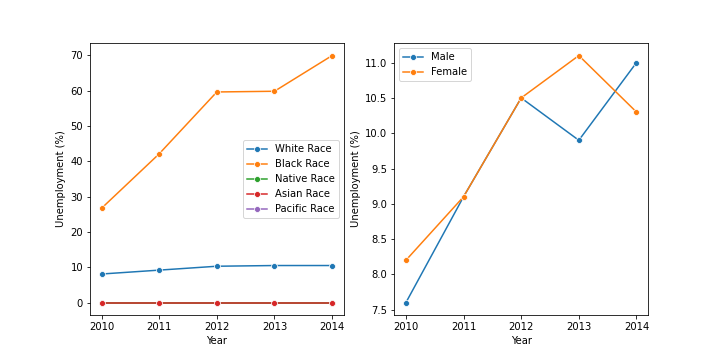 70
60
50
40
30
20
10
0
Unemployment (%)
White Race
Black Race
Native Race
Asian Race
Pacific Race
2010 2011 2012 2013 2014
Year
11.0
10.5
10.0
9.5
9.0
8.5
8.0
7.5
Unemployment (%)
Male
Female
2010 2011 2012 2013 2014
Year